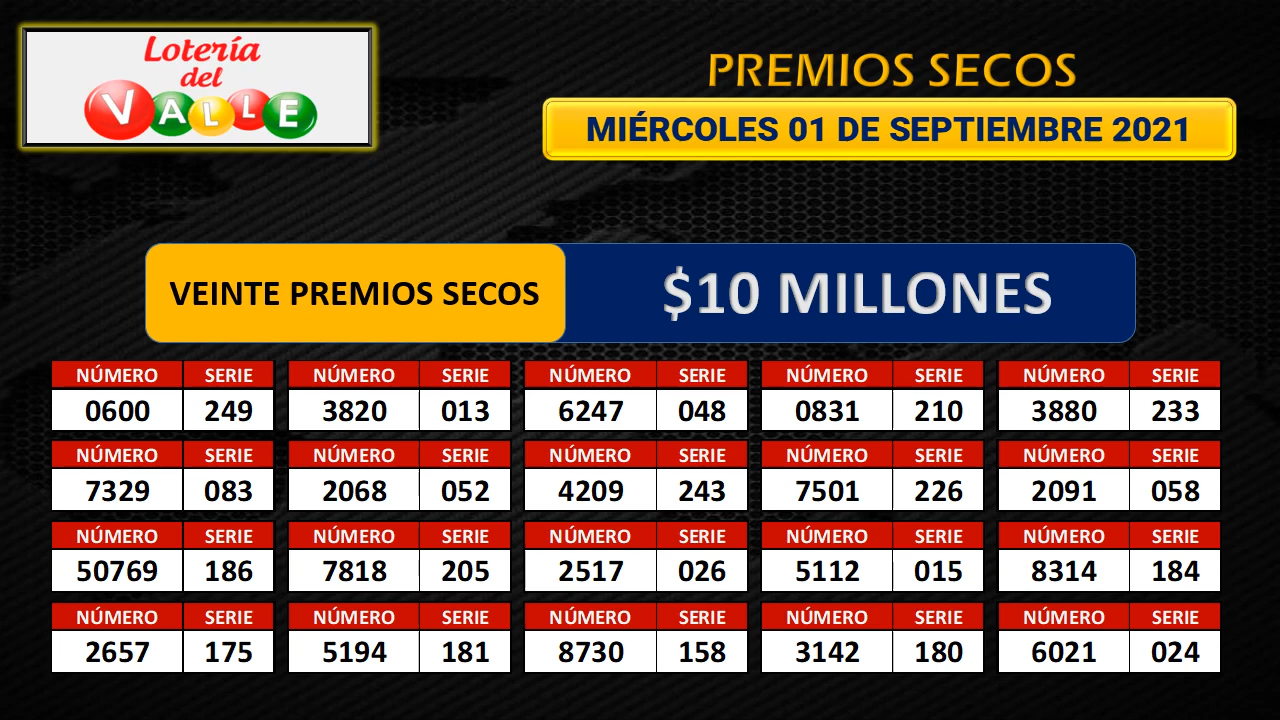 Lotería
del
VALLE
PREMIOS SECOS
MIÉRCOLES 01 DE SEPTIEMBRE 2021
VEINTE PREMIOS SECOS $10 MILLONES
NÚMERO SERIE NÚMERO SERIE NÚMERO SERIE NÚMERO SERIE NÚMERO SERIE
0600 249 3820 013 6247 048 0831 210 3880 233
NÚMERO SERIE NÚMERO SERIE NÚMERO SERIE NÚMERO SERIE NÚMERO SERIE
7329 083 2068 052 4209 243 7501 226 2091 058
NÚMERO SERIE NÚMERO SERIE NÚMERO SERIE NÚMERO SERIE NÚMERO SERIE
50769 186 7818 205 2517 026 5112 015 8314 184
NÚMERO SERIE NÚMERO SERIE NÚMERO SERIE NÚMERO SERIE NÚMERO SERIE
2657 175 5194 181 8730 158 3142 180 6021 024